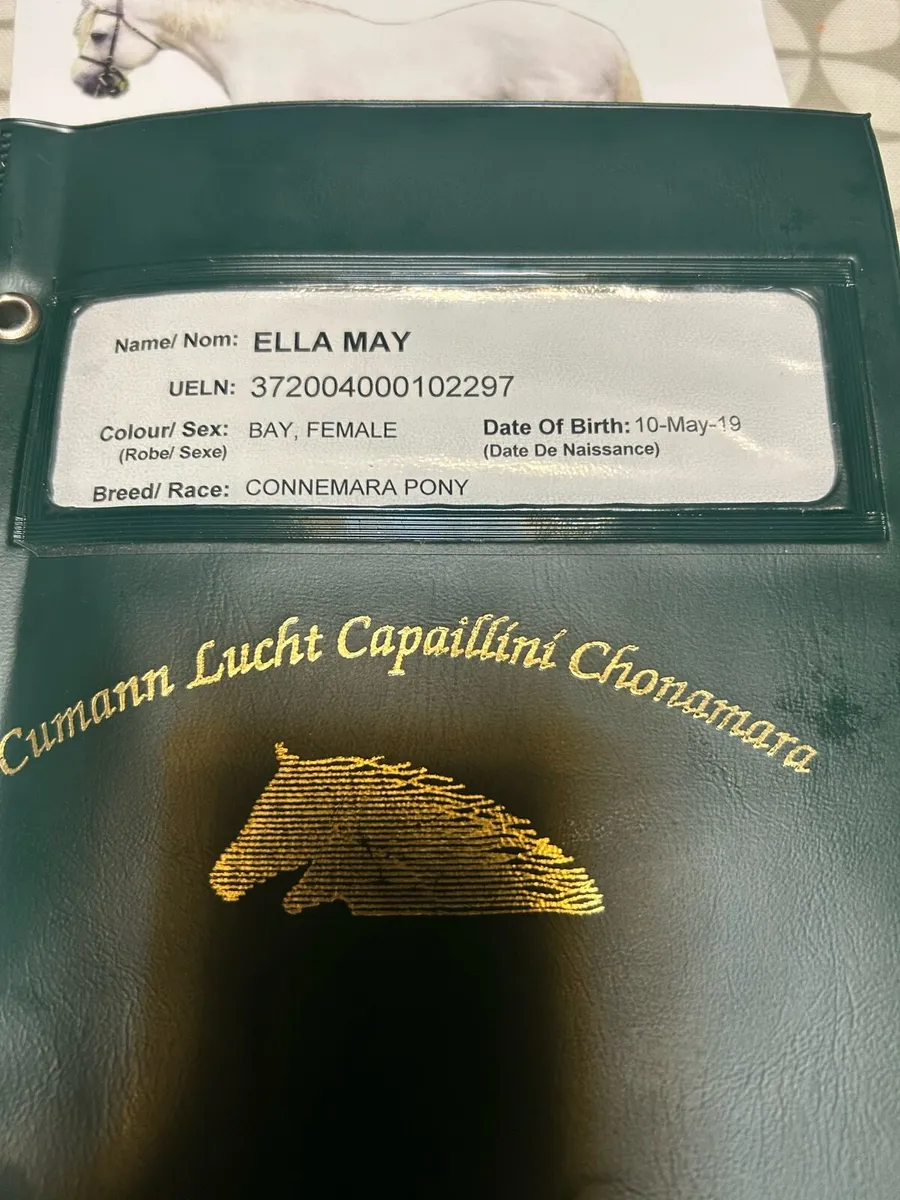 Name/ Nom: ELLA MAY
UELN: 372004000102297
Colour/ Sex: BAY, FEMALE Date Of Birth: 10-May-19
(Robe/ Sexe) (Date De Naissance)
Breed/ Race: CONNEMARA PONY
Cumann Lucht Capaillíní Chonamara